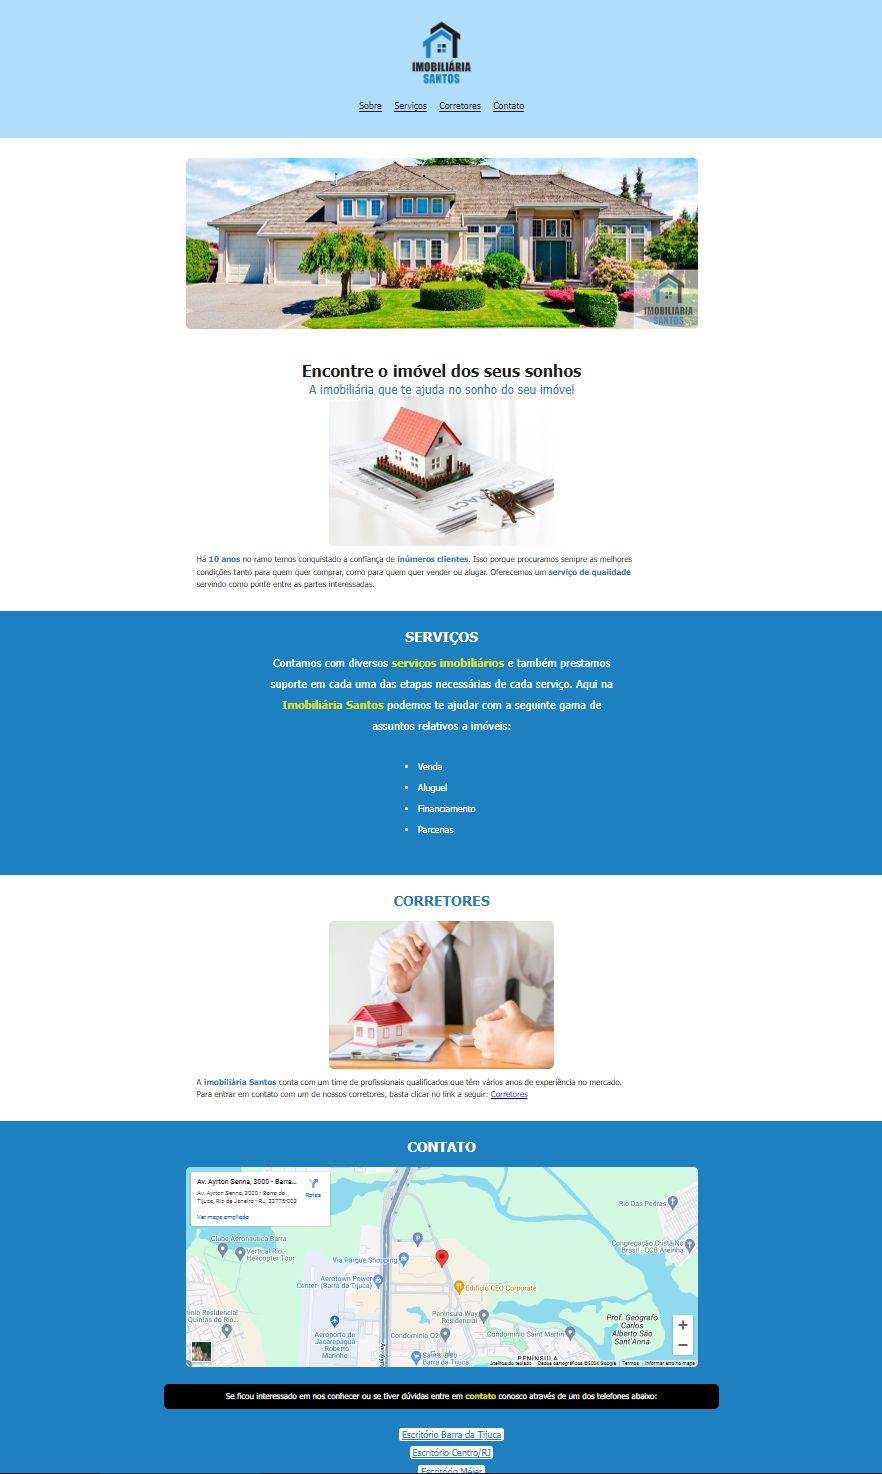 IMOBILIÁRIA
SANTOS
Sobre Serviços Corretores Contato
IMOBILIÁRIA
SANTOS
Encontre o imóvel dos seus sonhos
A imobiliária que te ajuda no sonho do seu imóvel
CONTRACT
Há 10 anos no ramo temos conquistado a confiança de inúmeros clientes. Isso porque procuramos sempre as melhores
condições tanto para quem quer comprar, como para quem quer vender ou alugar. Oferecemos um serviço de qualidade
servindo como ponte entre as partes interessadas.
SERVIÇOS
Contamos com diversos serviços imobiliários e também prestamos
suporte em cada uma das etapas necessárias de cada serviço. Aqui na
Imobiliária Santos podemos te ajudar com a seguinte gama de
assuntos relativos a imóveis:
• Venda
• Aluguel
• Financiamento
• Parcerias
CORRETORES
A imobiliária Santos conta com um time de profissionais qualificados que têm vários anos de experiência no mercado.
Para entrar em contato com um de nossos corretores, basta clicar no link a seguir: Corretores
CONTATO
Av. Ayrton Senna, 3000 - Barra...
Av. Ayrton Senna, 3000 - Barra da
Tijuca, Rio de Janeiro - RJ, 22775-003
Rotas
Ver mapa ampliado
Rio Das Pedras
Clube Aeronautica Barra
Vertical Rio -
Helicopter Tour
Congregação Cristã No
Brasil - CCB Areinha
Via Parque Shopping
Aerotown Power
Center (Barra da Tijuca)
Edifício CEO Corporate
Península Way
Residencial
Quintas do Rio...
Aeroporto de
Jacarepaguá -
Roberto
Marinho...
Condomínio O2
Condomínio Saint Martin
Prof. Geógrafo
Carlos
Alberto São
Sant'Anna
PENÍNSULA
- Barra da Tijuca
Google
Atalhos do teclado Dados cartográficos ©2024 Google Termos Informar erro no mapa
Se ficou interessado em nos conhecer ou se tiver dúvidas entre em contato conosco através de um dos telefones abaixo:
Escritório Barra da Tijuca
Escritório Centro/RJ
Escritório Méier